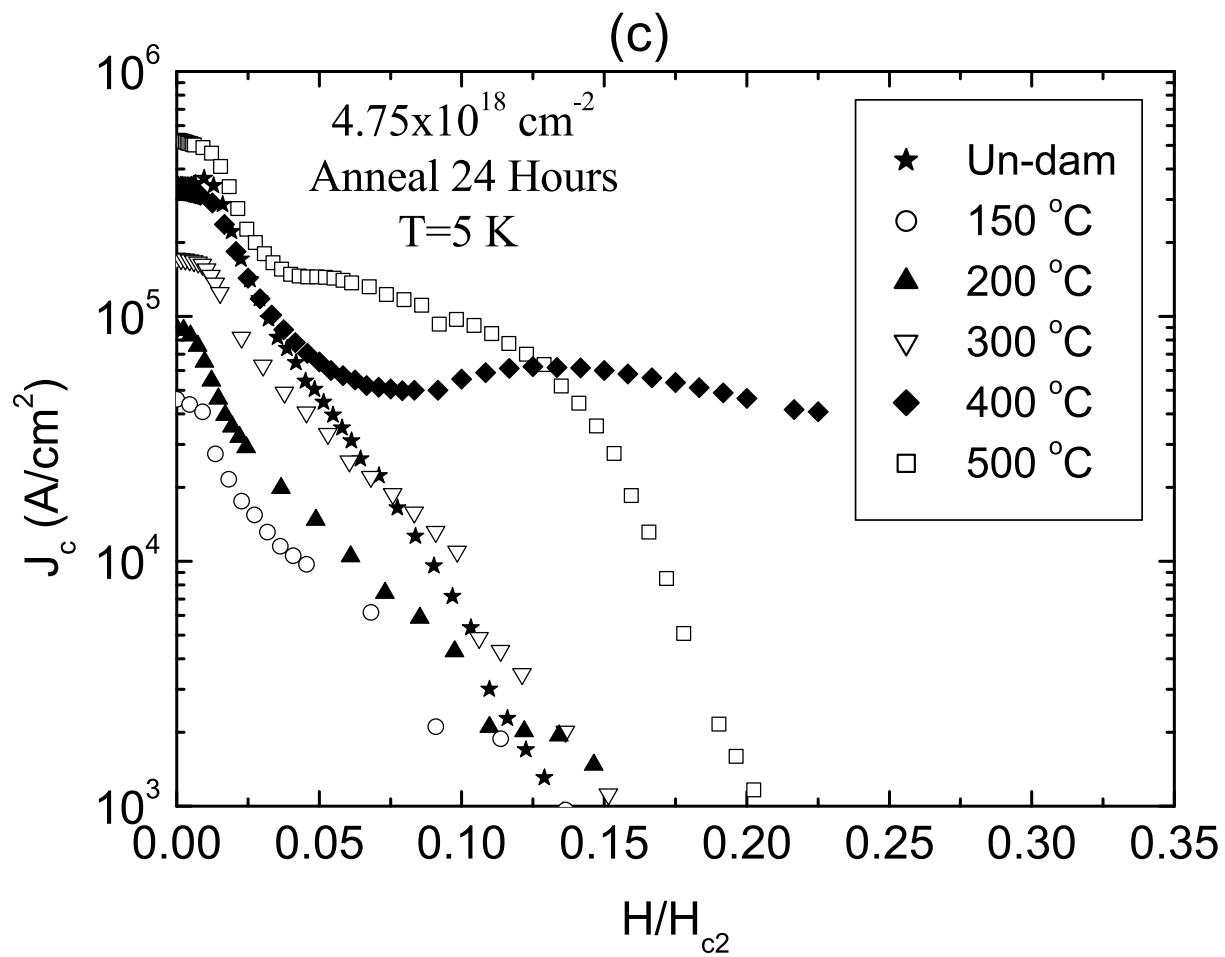 (c)
4.75x10^18 cm^-2
Anneal 24 Hours
T=5 K
Un-dam
150 °C
200 °C
300 °C
400 °C
500 °C
10^6
10^5
10^4
10^3
J_c (A/cm^2)
0.00 0.05 0.10 0.15 0.20 0.25 0.30 0.35
H/H_c2